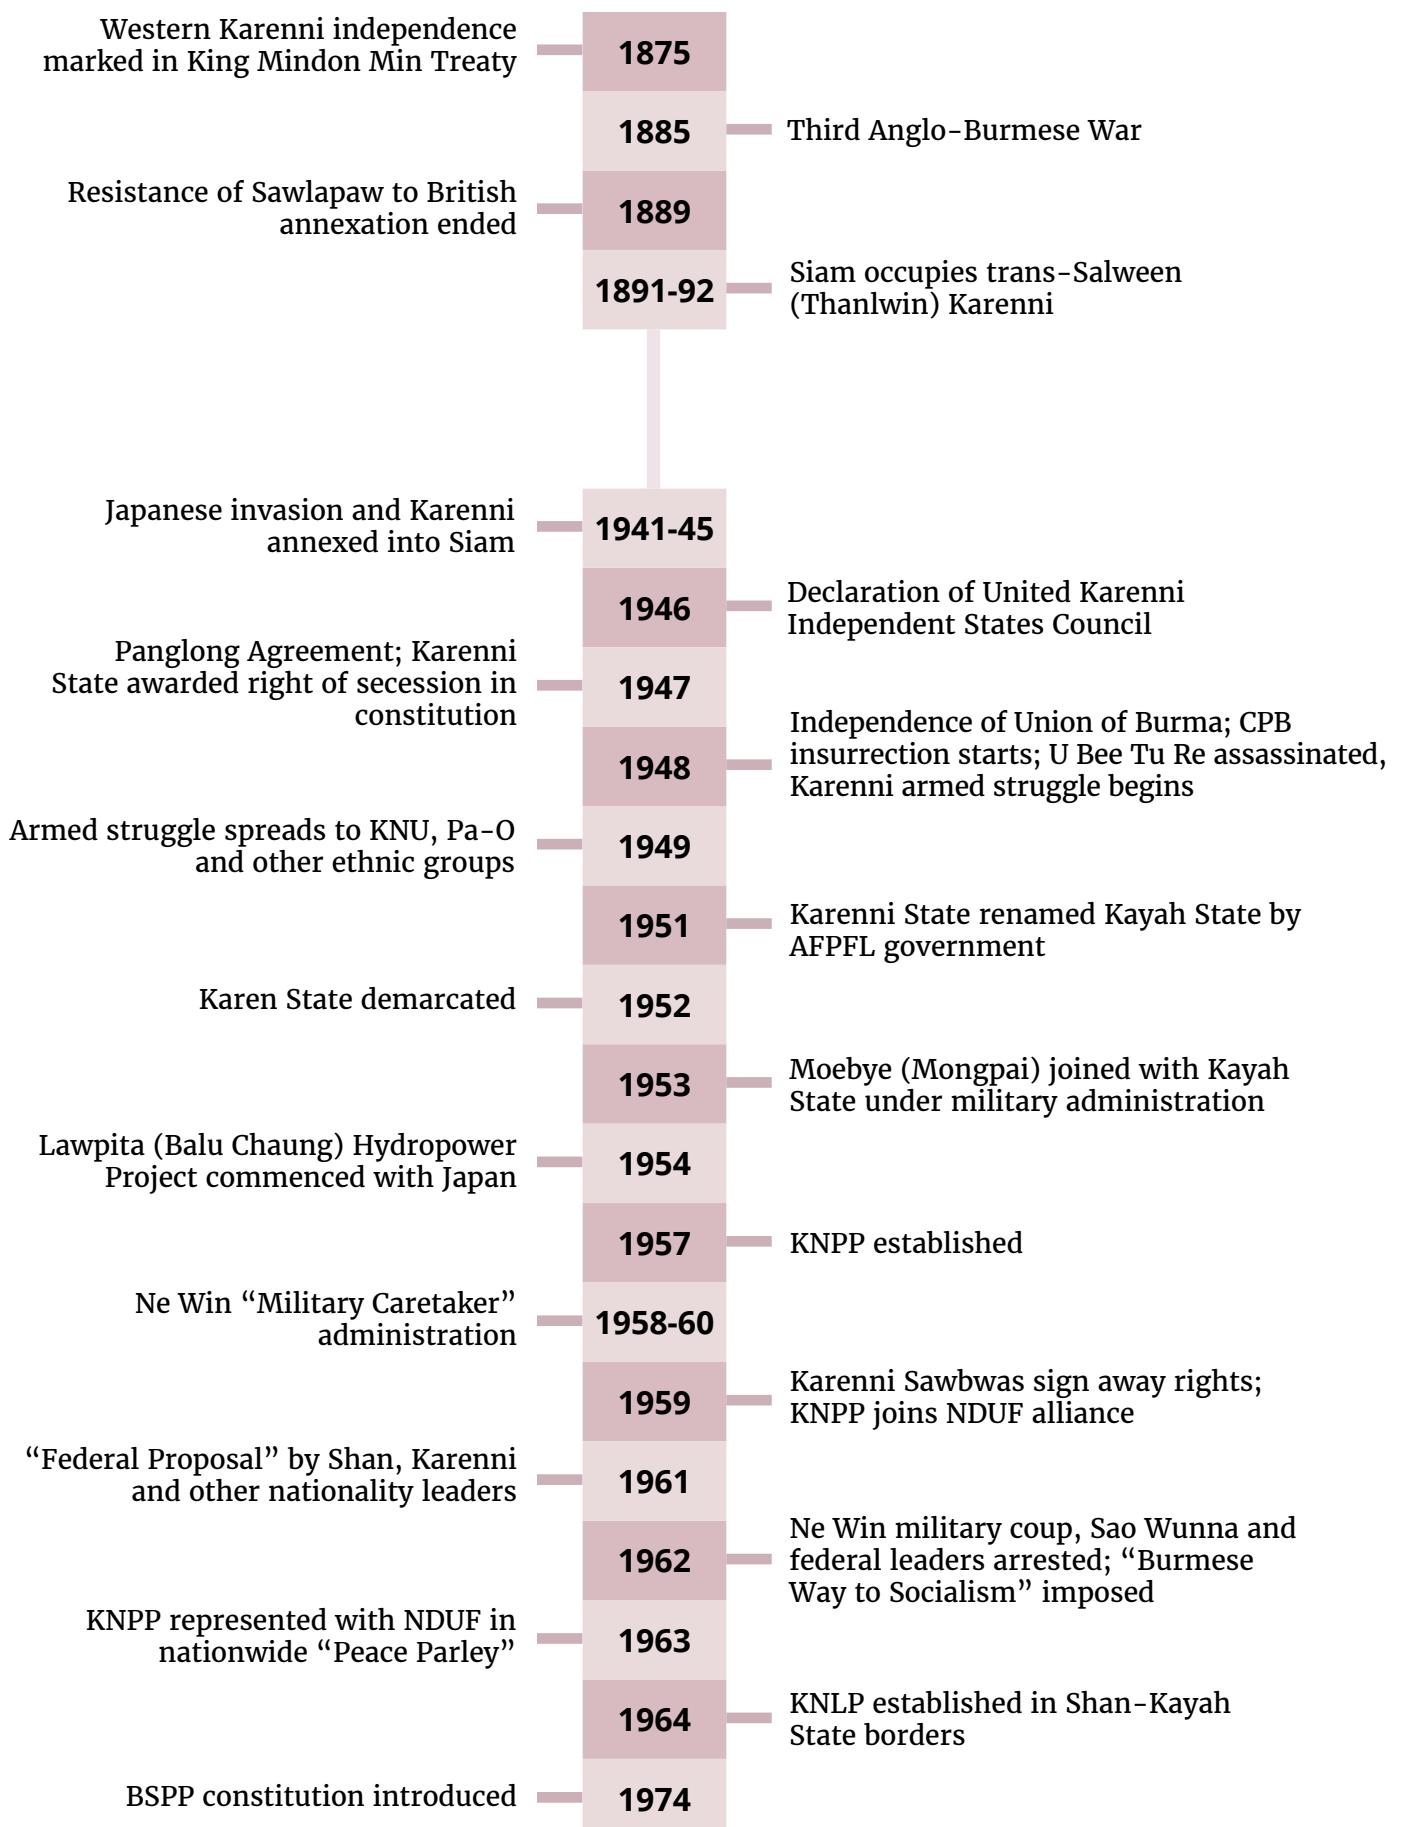 Western Karenni independence
marked in King Mindon Min Treaty
1875
1885
Third Anglo-Burmese War
Resistance of Sawlapaw to British
annexation ended
1889
1891-92
Siam occupies trans-Salween
(Thanlwin) Karenni
Japanese invasion and Karenni
annexed into Siam
1941-45
1946
Declaration of United Karenni
Independent States Council
Panglong Agreement; Karenni
State awarded right of secession in
constitution
1947
1948
Independence of Union of Burma; CPB
insurrection starts; U Bee Tu Re assassinated,
Karenni armed struggle begins
Armed struggle spreads to KNU, Pa-O
and other ethnic groups
1949
1951
Karenni State renamed Kayah State by
AFPFL government
Karen State demarcated
1952
1953
Moebye (Mongpai) joined with Kayah
State under military administration
Lawpita (Balu Chaung) Hydropower
Project commenced with Japan
1954
1957
KNPP established
Ne Win “Military Caretaker”
administration
1958-60
1959
Karenni Sawbwas sign away rights;
KNPP joins NDUF alliance
“Federal Proposal” by Shan, Karenni
and other nationality leaders
1961
1962
Ne Win military coup, Sao Wunna and
federal leaders arrested; “Burmese
Way to Socialism” imposed
KNPP represented with NDUF in
nationwide “Peace Parley”
1963
1964
KNLP established in Shan-Kayah
State borders
BSPP constitution introduced
1974